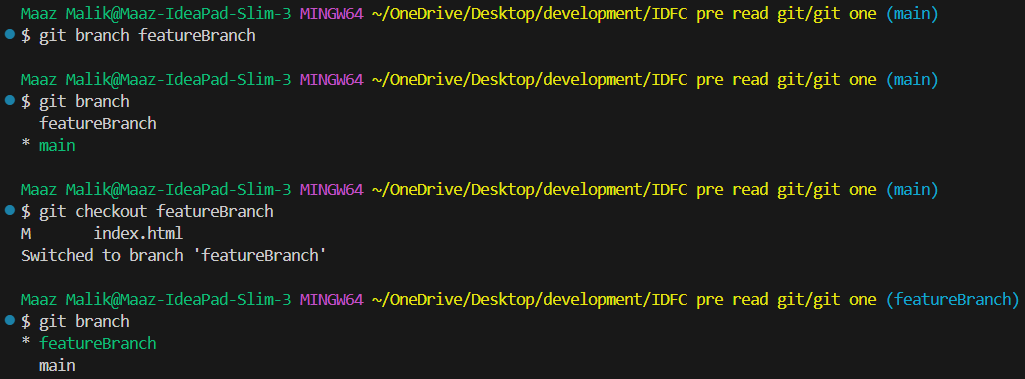 Maaz Malik@Maaz-IdeaPad-Slim-3 MINGW64 ~/OneDrive/Desktop/development/IDFC pre read git/git one (main)
$ git branch featureBranch
Maaz Malik@Maaz-IdeaPad-Slim-3 MINGW64 ~/OneDrive/Desktop/development/IDFC pre read git/git one (main)
$ git branch
  featureBranch
* main
Maaz Malik@Maaz-IdeaPad-Slim-3 MINGW64 ~/OneDrive/Desktop/development/IDFC pre read git/git one (main)
$ git checkout featureBranch
M       index.html
Switched to branch 'featureBranch'
Maaz Malik@Maaz-IdeaPad-Slim-3 MINGW64 ~/OneDrive/Desktop/development/IDFC pre read git/git one (featureBranch)
$ git branch
* featureBranch
  main